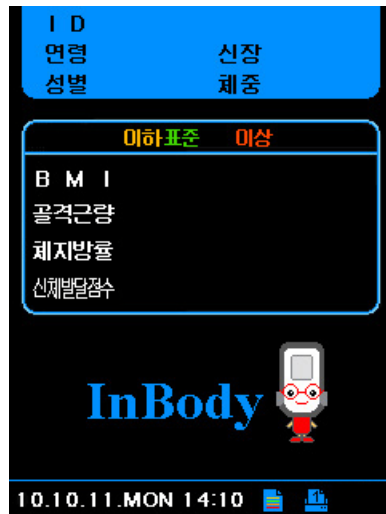 I D
연령 신장
성별 체중
이하 표준 이상
B M I
골격근량
체지방율
신체발달점수
InBody
10.10.11.MON 14:10